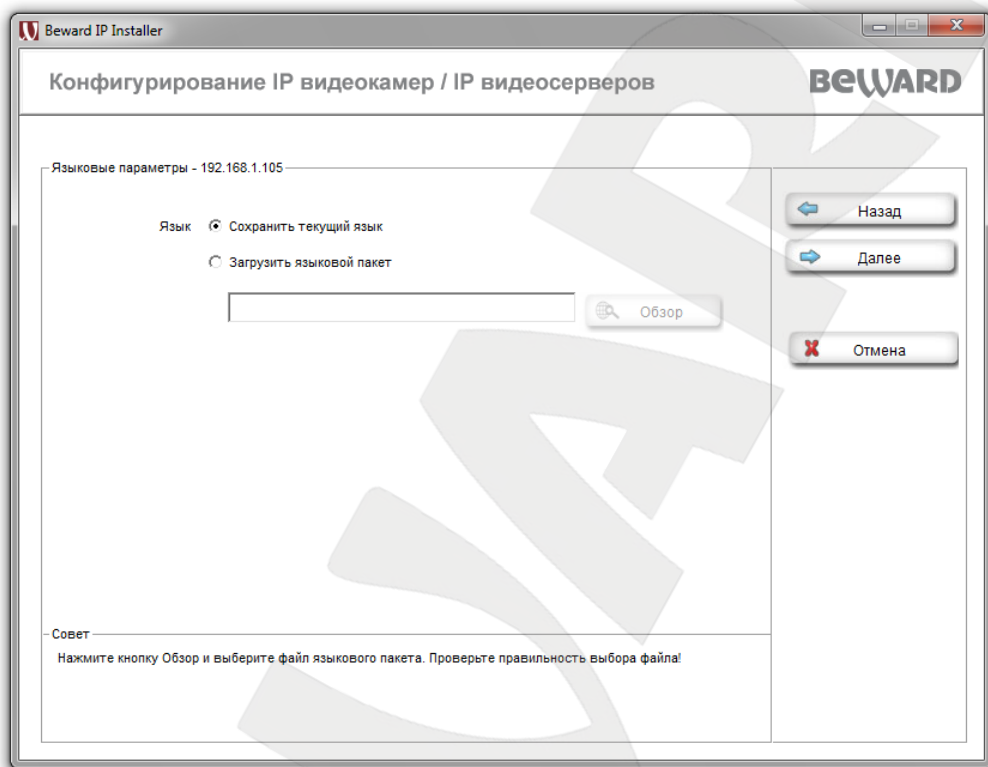 Beward IP Installer
Конфигурирование IP видеокамер / IP видеосерверов
BEWARD
Языковые параметры - 192.168.1.105
Язык
Сохранить текущий язык
Загрузить языковой пакет
Обзор
Назад
Далее
Отмена
Совет
Нажмите кнопку Обзор и выберите файл языкового пакета. Проверьте правильность выбора файла!